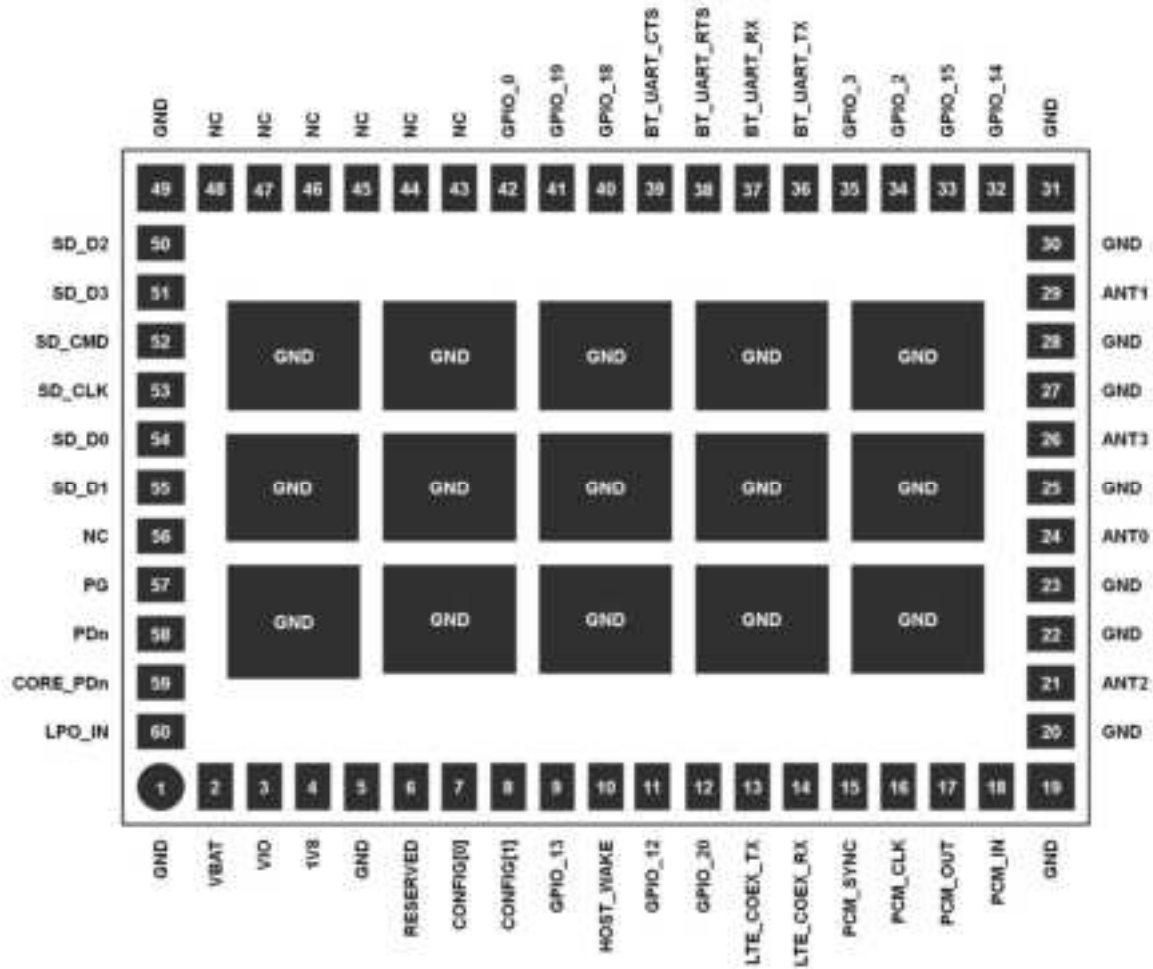 GND NC NC NC NC NC NC GPIO_0 GPIO_19 GPIO_18 BT_UART_CTS BT_UART_RTS BT_UART_RX BT_UART_TX GPIO_3 GPIO_2 GPIO_15 GPIO_14 GND
49 48 47 46 45 44 43 42 41 40 39 38 37 36 35 34 33 32 31
SD_D2 50 30 GND
SD_D3 51 29 ANT1
SD_CMD 52 28 GND
GND GND GND GND GND
SD_CLK 53 27 GND
SD_D0 54 26 ANT3
SD_D1 55 GND GND GND GND GND 25 GND
NC 56 24 ANT0
PG 57 23 GND
GND GND GND GND GND
PDn 58 22 GND
CORE_PDn 59 21 ANT2
LPO_IN 60 20 GND
1 2 3 4 5 6 7 8 9 10 11 12 13 14 15 16 17 18 19
GND VBAT VIO 1V8 GND RESERVED CONFIG[0] CONFIG[1] GPIO_13 HOST_WAKE GPIO_12 GPIO_20 LTE_COEX_TX LTE_COEX_RX PCM_SYNC PCM_CLK PCM_OUT PCM_IN GND